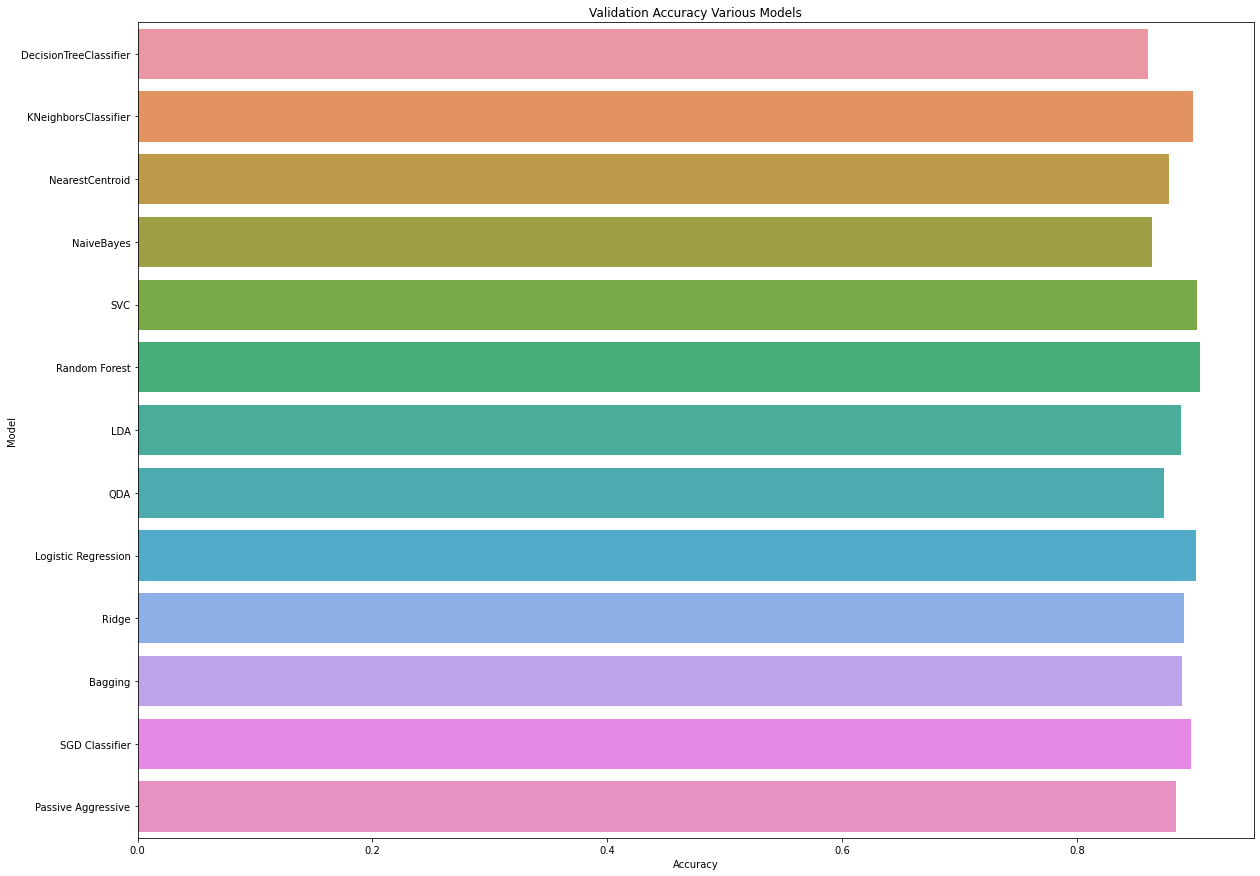 Validation Accuracy Various Models
DecisionTreeClassifier
KNeighborsClassifier
NearestCentroid
NaiveBayes
SVC
Random Forest
LDA
QDA
Logistic Regression
Ridge
Bagging
SGD Classifier
Passive Aggressive
Model
0.0 0.2 0.4 0.6 0.8
Accuracy